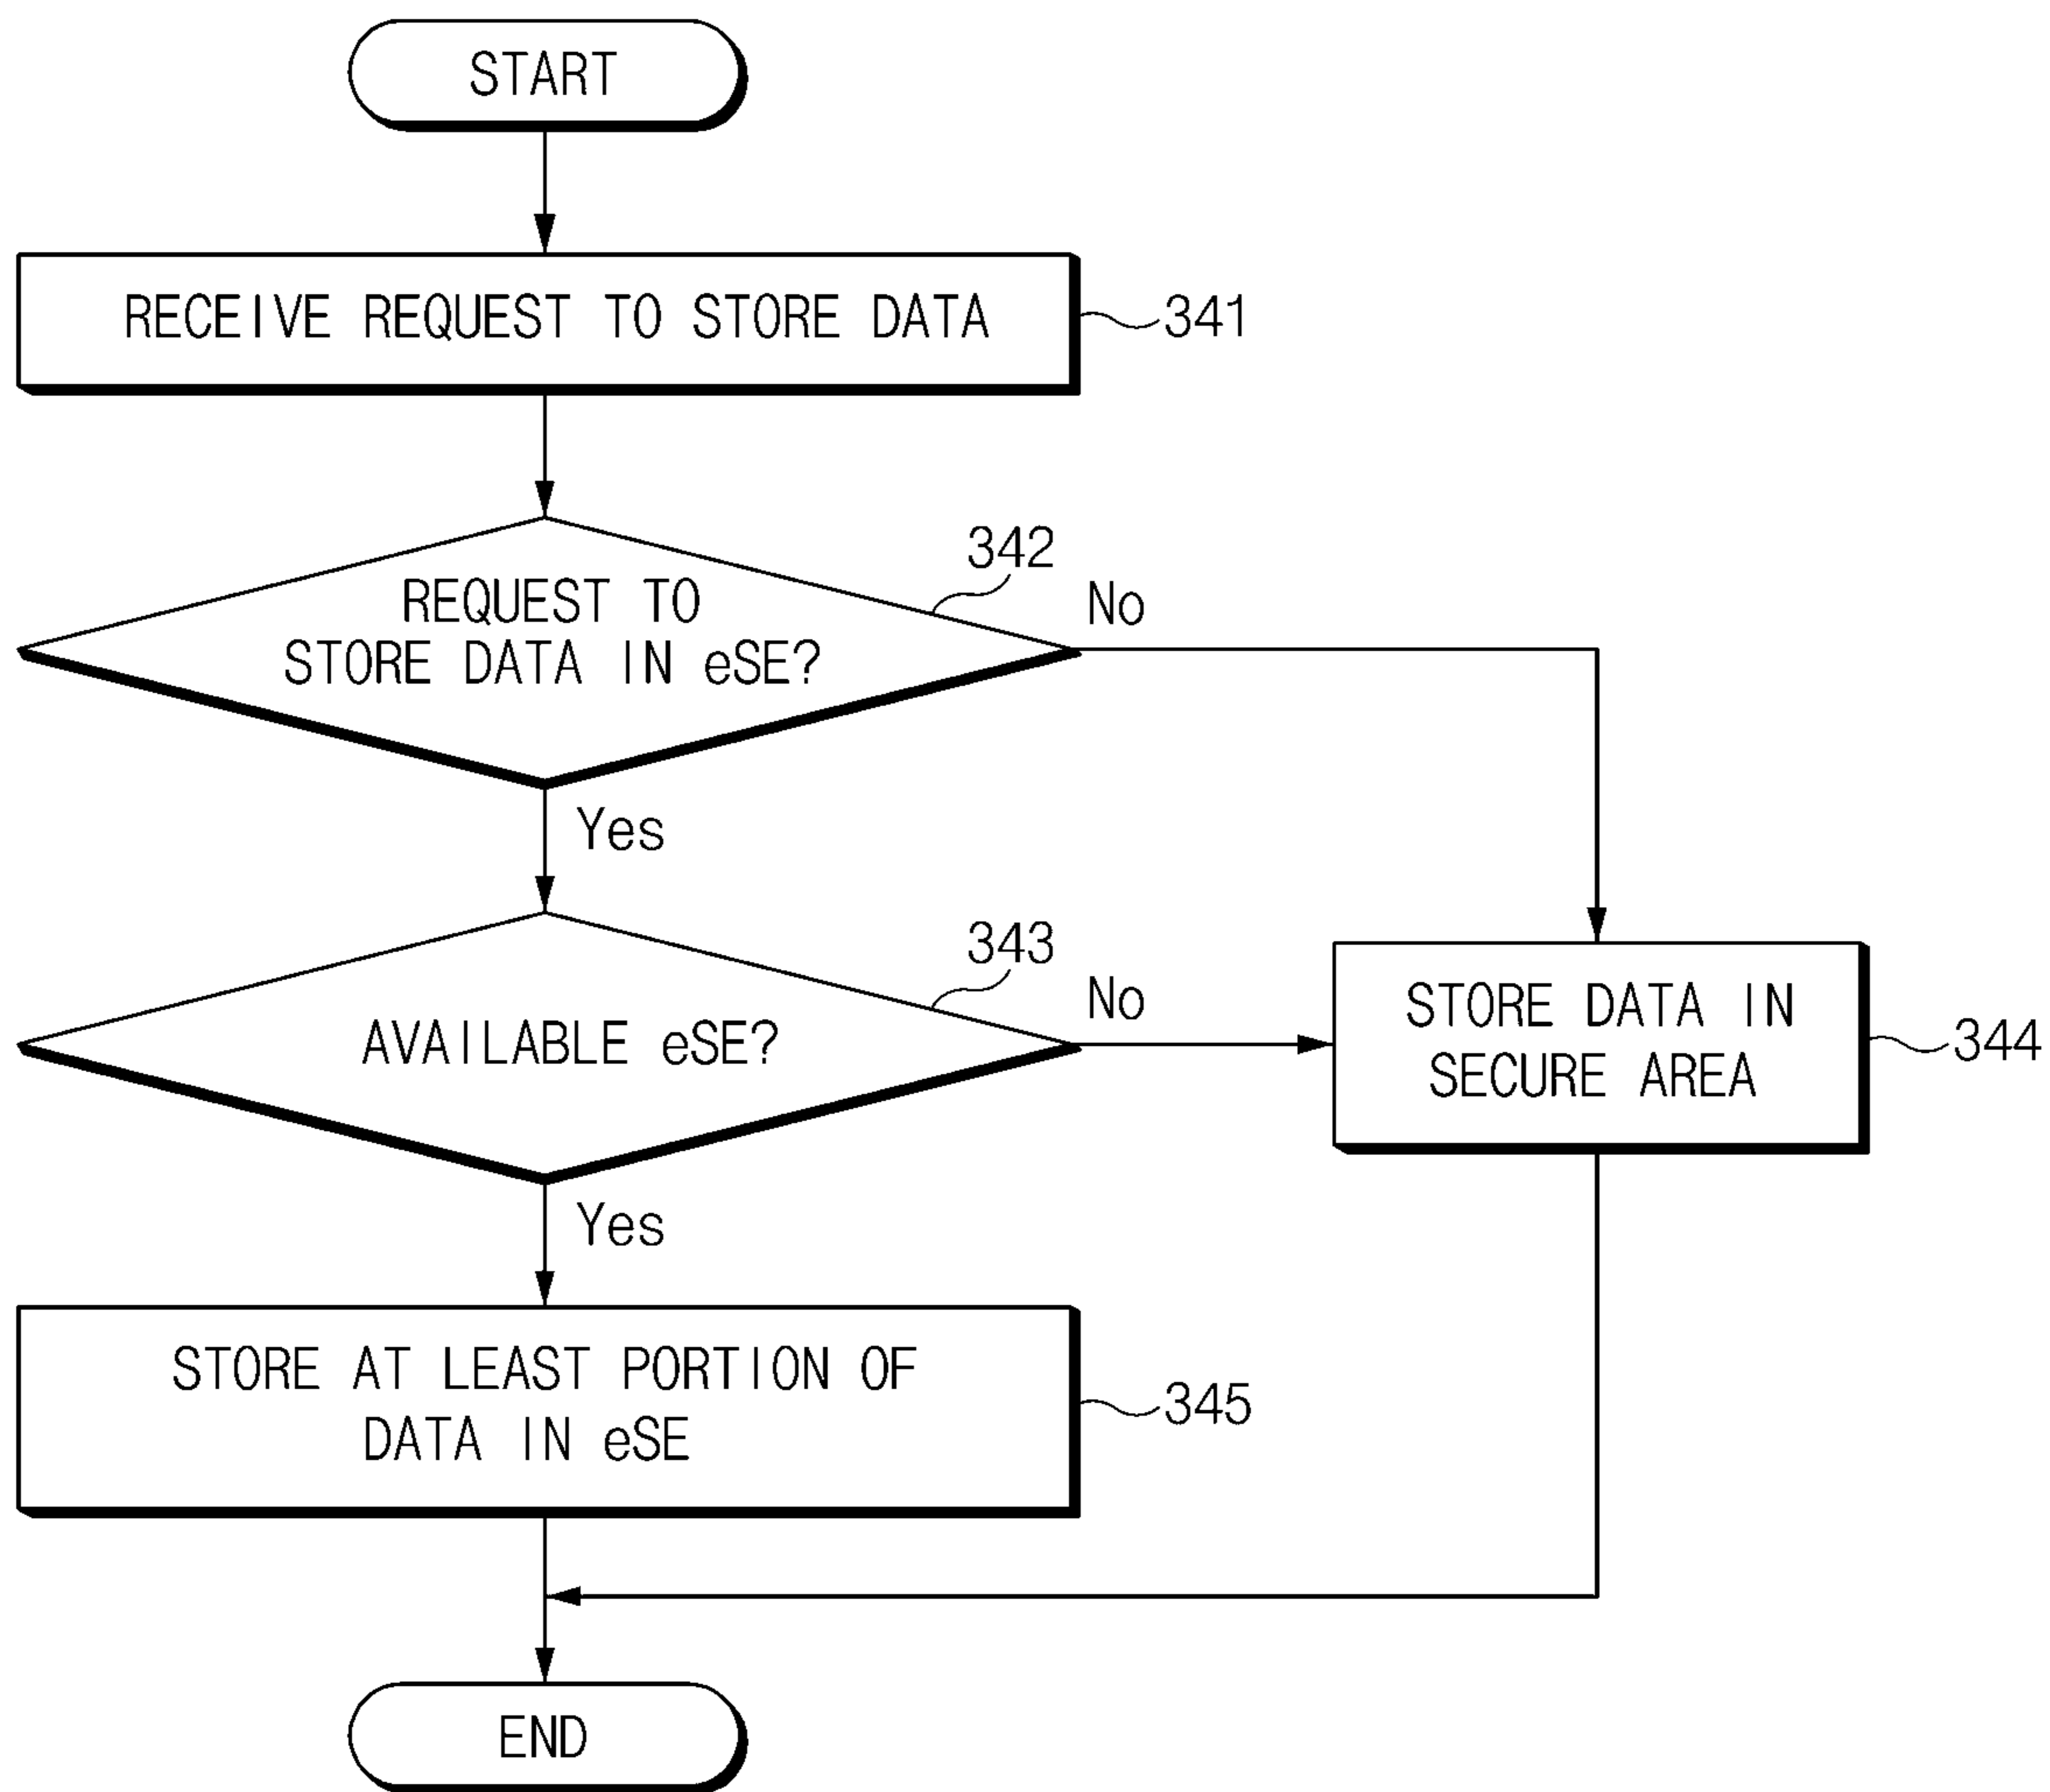 START
RECEIVE REQUEST TO STORE DATA
341
342
REQUEST TO
STORE DATA IN eSE?
No
Yes
343
AVAILABLE eSE?
No
STORE DATA IN
SECURE AREA
344
Yes
STORE AT LEAST PORTION OF
DATA IN eSE
345
END